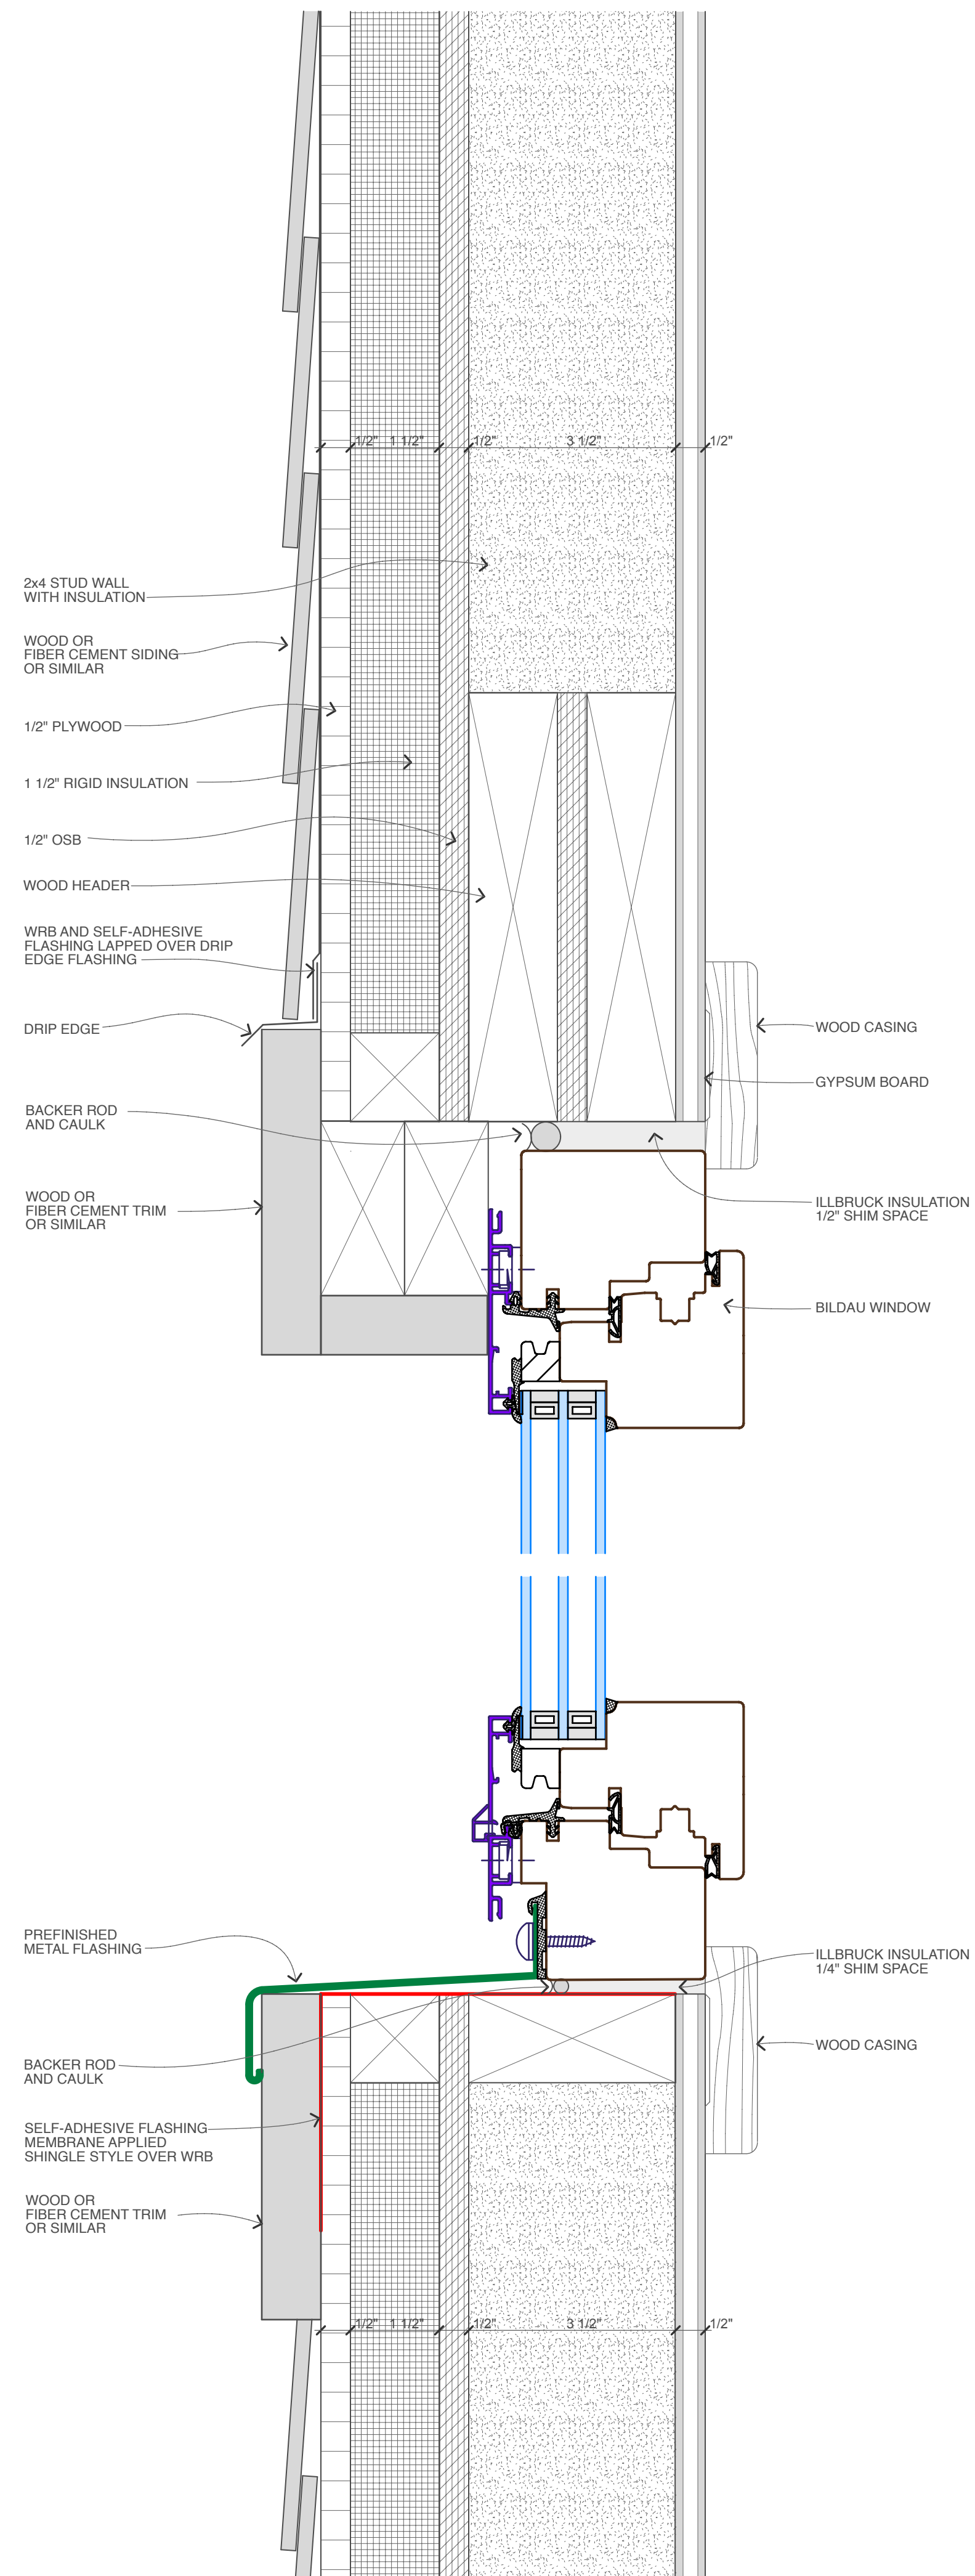 1/2" 1 1/2" 1/2" 3 1/2" 1/2"
2x4 STUD WALL
WITH INSULATION
WOOD OR
FIBER CEMENT SIDING
OR SIMILAR
1/2" PLYWOOD
1 1/2" RIGID INSULATION
1/2" OSB
WOOD HEADER
WRB AND SELF-ADHESIVE
FLASHING LAPPED OVER DRIP
EDGE FLASHING
DRIP EDGE
WOOD CASING
GYPSUM BOARD
BACKER ROD
AND CAULK
WOOD OR
FIBER CEMENT TRIM
OR SIMILAR
ILLBRUCK INSULATION
1/2" SHIM SPACE
BILDAU WINDOW
PREFINISHED
METAL FLASHING
ILLBRUCK INSULATION
1/4" SHIM SPACE
WOOD CASING
BACKER ROD
AND CAULK
SELF-ADHESIVE FLASHING
MEMBRANE APPLIED
SHINGLE STYLE OVER WRB
WOOD OR
FIBER CEMENT TRIM
OR SIMILAR
1/2" 1 1/2" 1/2" 3 1/2" 1/2"